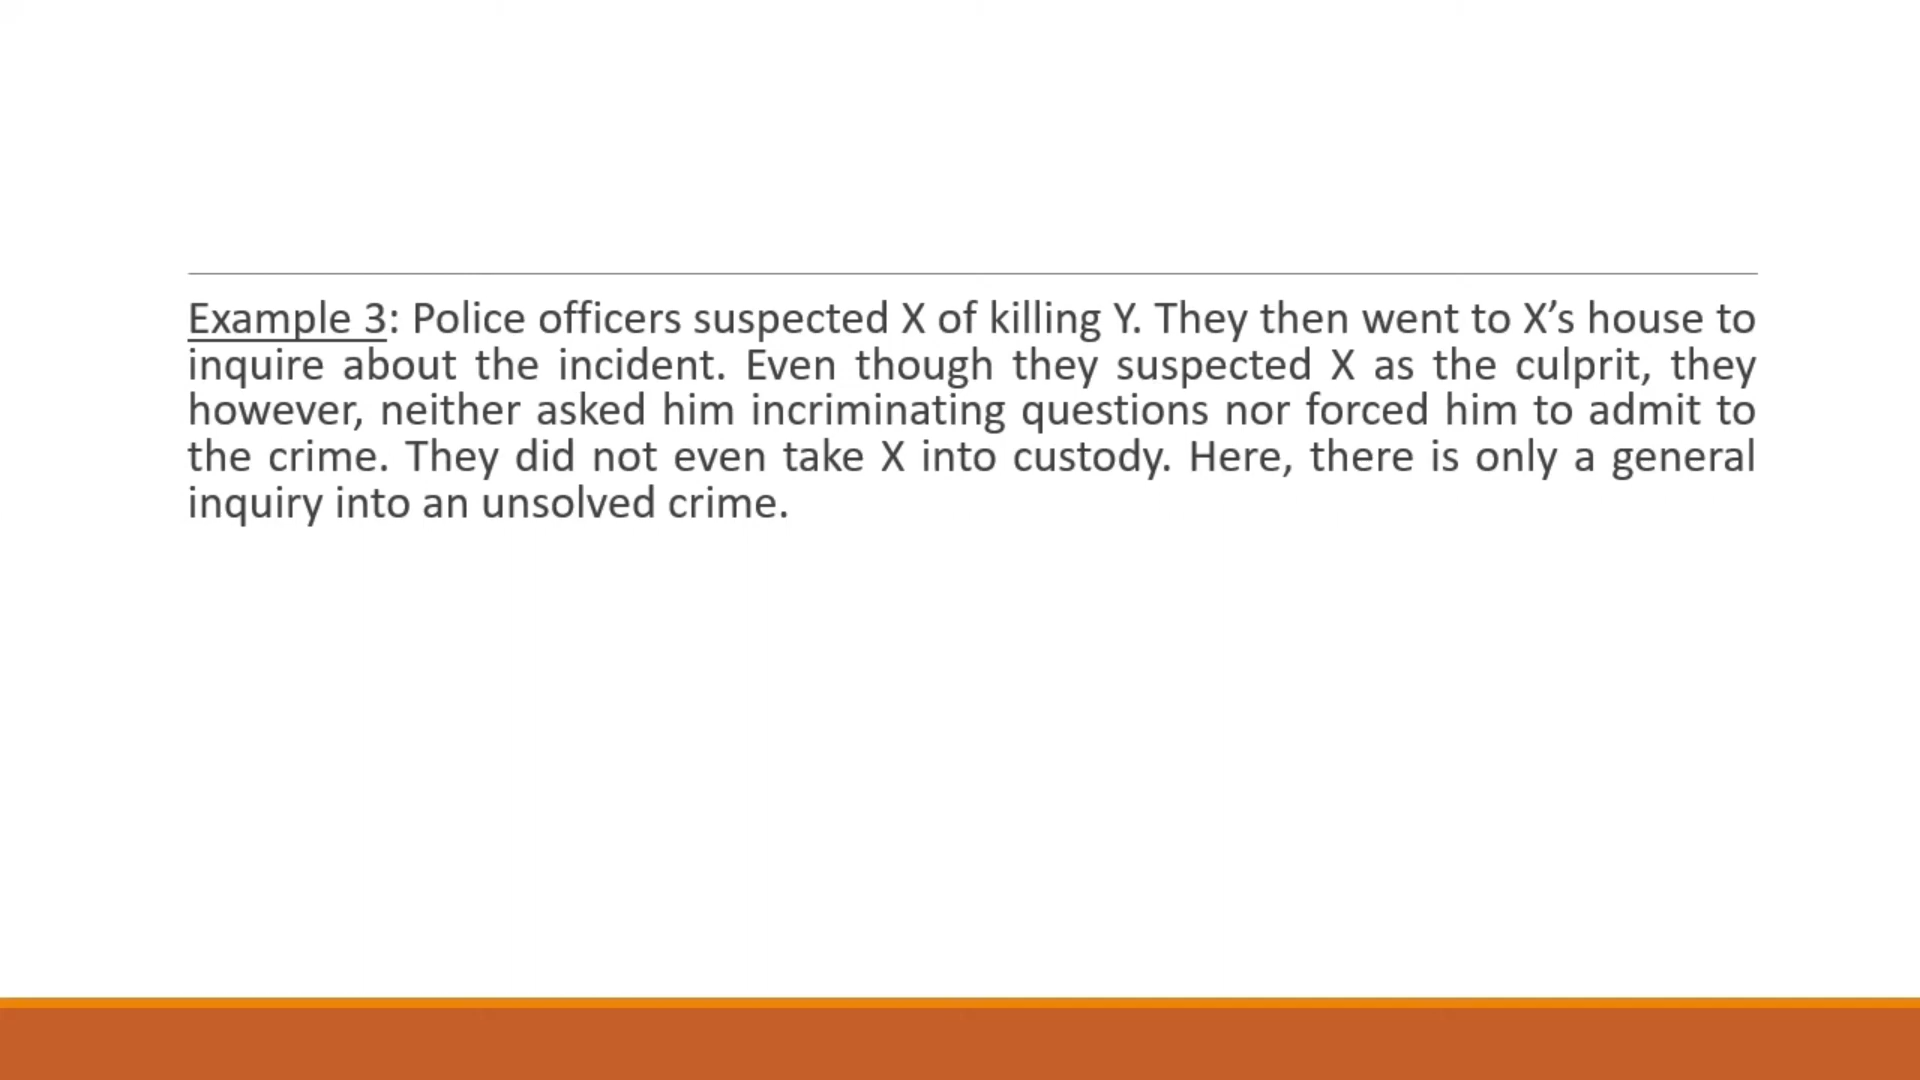 Example 3: Police officers suspected X of killing Y. They then went to X’s house to
inquire about the incident. Even though they suspected X as the culprit, they
however, neither asked him incriminating questions nor forced him to admit to
the crime. They did not even take X into custody. Here, there is only a general
inquiry into an unsolved crime.